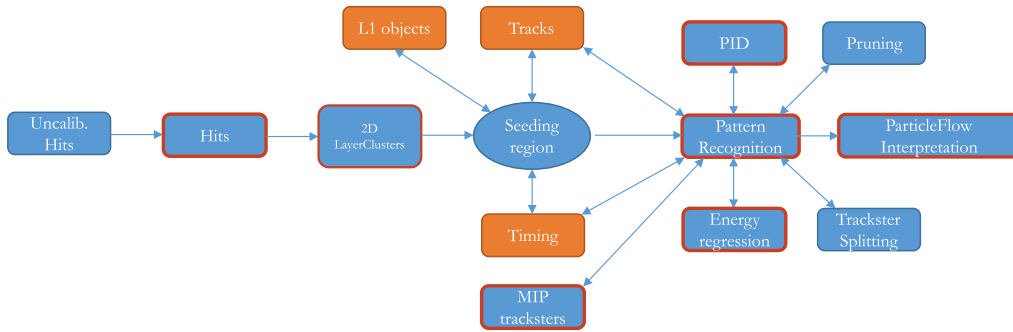 L1 objects
Tracks
PID
Pruning
Uncalib.
Hits
Hits
2D
LayerClusters
Seeding
region
Pattern
Recognition
ParticleFlow
Interpretation
Timing
Energy
regression
Trackster
Splitting
MIP
tracksters